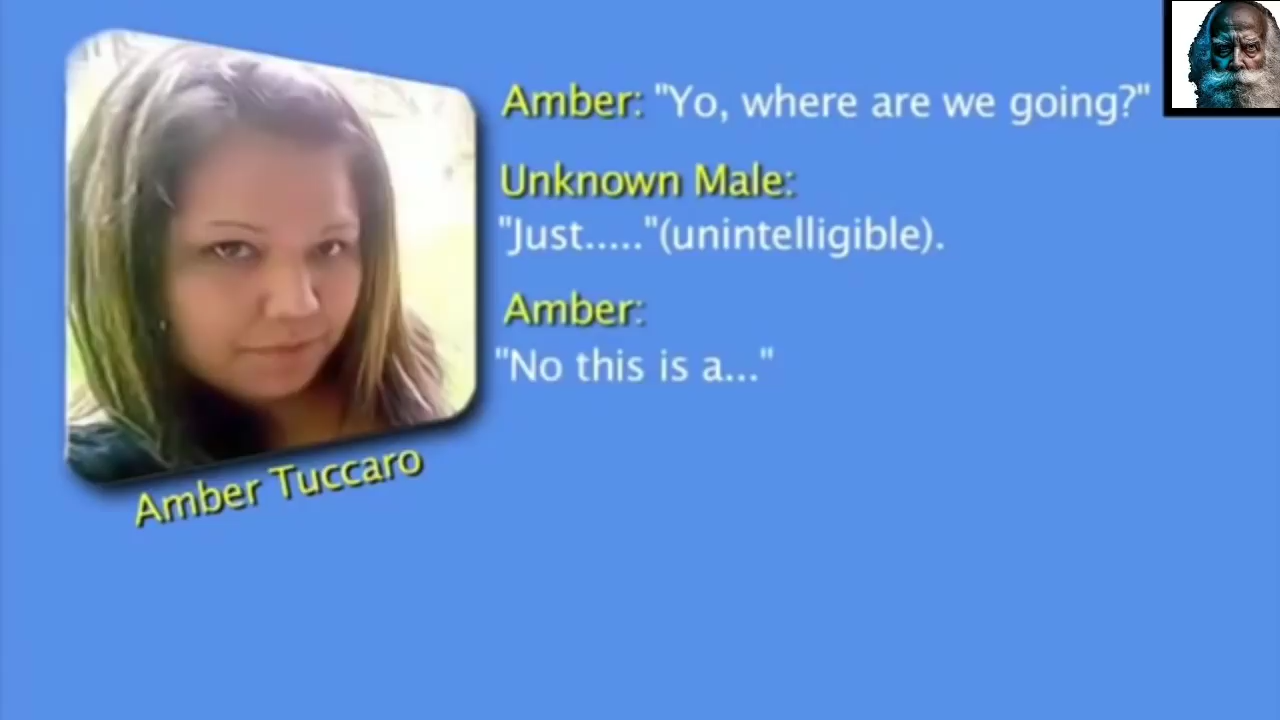 Amber: "Yo, where are we going?"
Unknown Male:
"Just....."(unintelligible).
Amber:
"No this is a..."
Amber Tuccaro